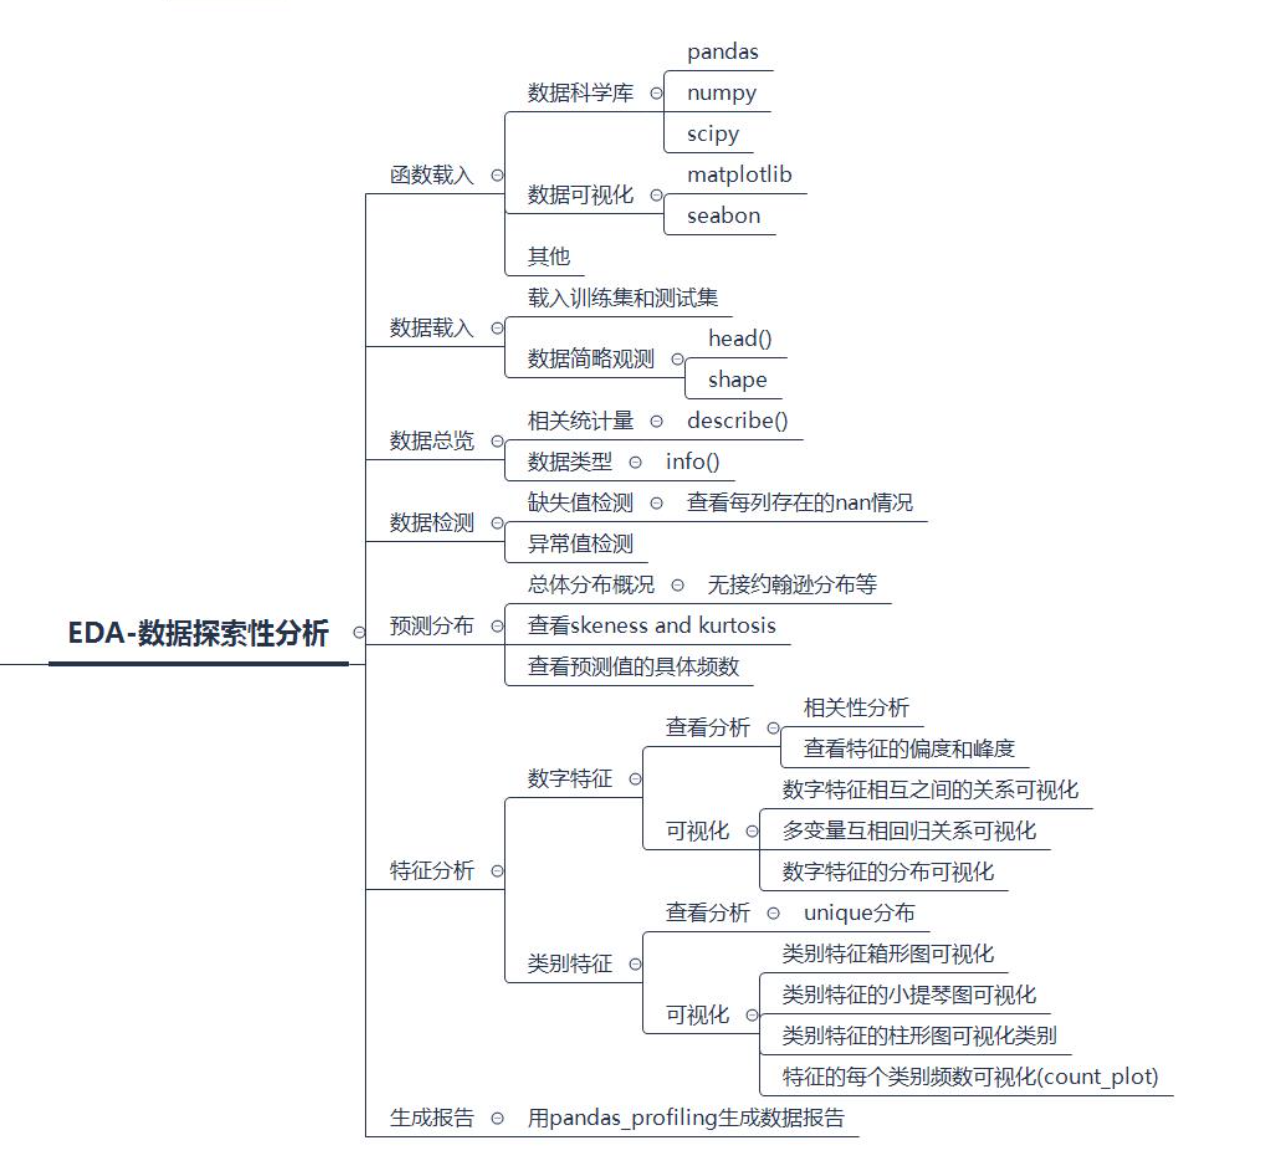 pandas
数据科学库
numpy
scipy
函数载入
matplotlib
数据可视化
seabon
其他
载入训练集和测试集
数据载入
head()
数据简略观测
shape
相关统计量
describe()
数据总览
数据类型
info()
缺失值检测
查看每列存在的nan情况
数据检测
异常值检测
总体分布概况
无接约翰逊分布等
EDA-数据探索性分析
预测分布
查看skeness and kurtosis
查看预测值的具体频数
相关性分析
查看分析
查看特征的偏度和峰度
数字特征
数字特征相互之间的关系可视化
可视化
多变量互相回归关系可视化
数字特征的分布可视化
特征分析
查看分析
unique分布
类别特征
类别特征箱形图可视化
类别特征的小提琴图可视化
可视化
类别特征的柱形图可视化类别
特征的每个类别频数可视化(count_plot)
生成报告
用pandas_profiling生成数据报告